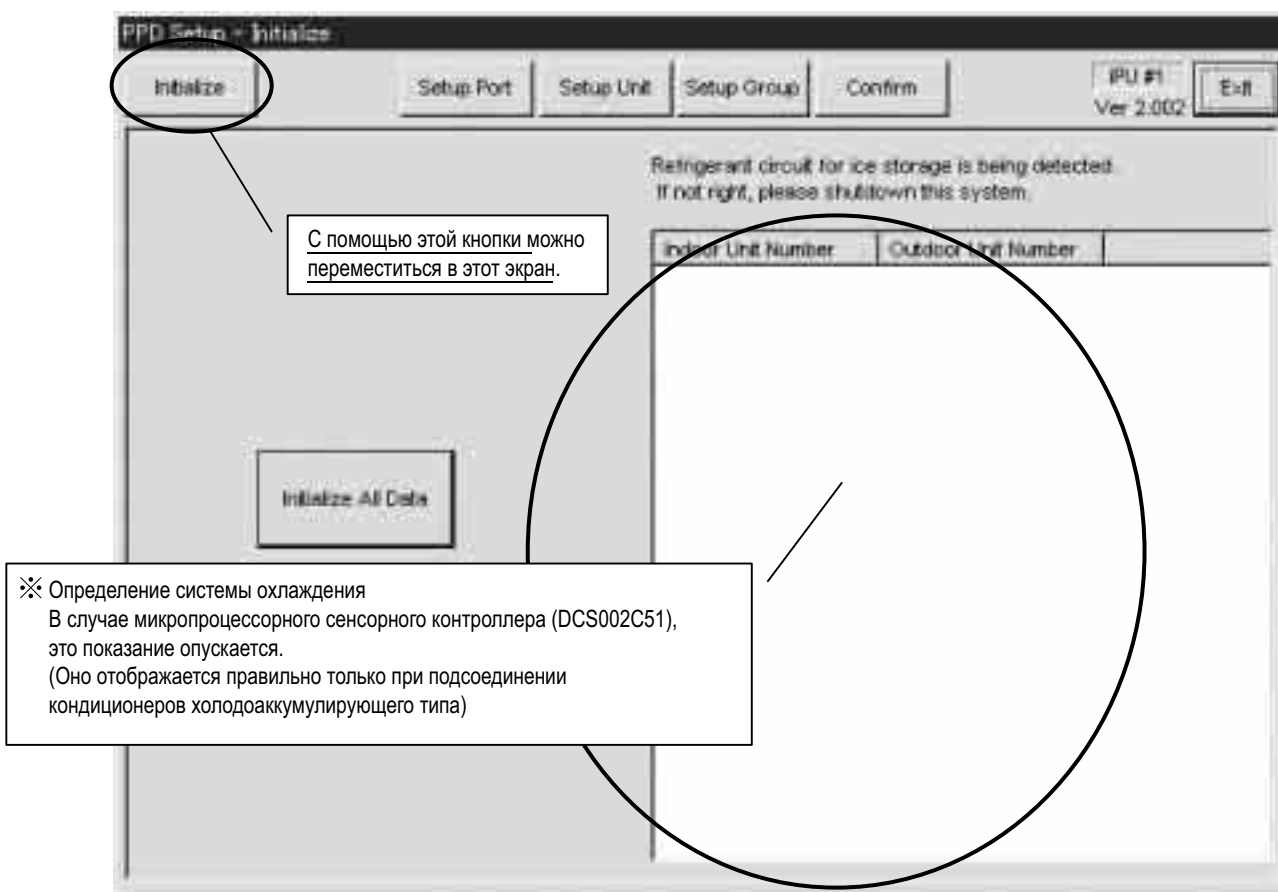 PPD Setup - Initialize
Initialize
Setup Port
Setup Unit
Setup Group
Confirm
IPU #1
Ver 2.002
Exit
Retrigerant circuit for ice storage is being detected.
If not right, please shutdown this system.
С помощью этой кнопки можно
переместиться в этот экран.
Indoor Unit Number
Outdoor Unit Number
Initialize All Data
※ Определение системы охлаждения
В случае микропроцессорного сенсорного контроллера (DCS002C51),
это показание опускается.
(Оно отображается правильно только при подсоединении
кондиционеров холодоаккумулирующего типа)